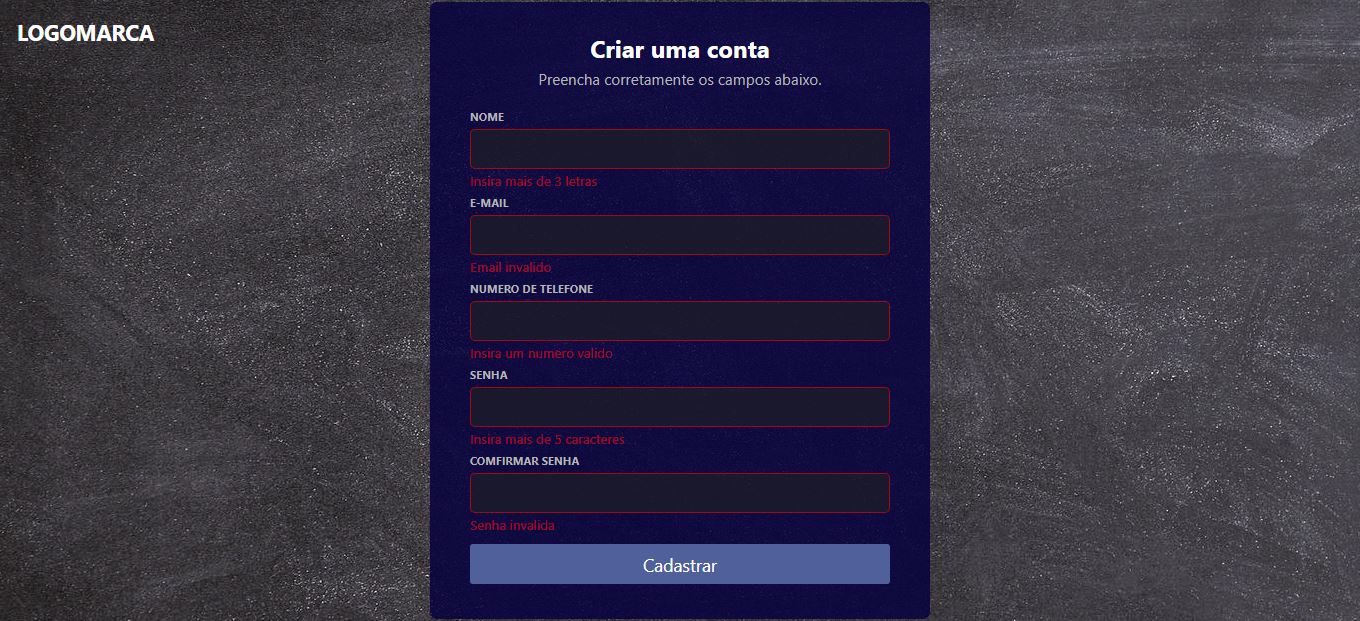 LOGOMARCA
Criar uma conta
Preencha corretamente os campos abaixo.
NOME
Insira mais de 3 letras
E-MAIL
Email invalido
NUMERO DE TELEFONE
Insira um numero valido
SENHA
Insira mais de 5 caracteres
COMFIRMAR SENHA
Senha invalida
Cadastrar